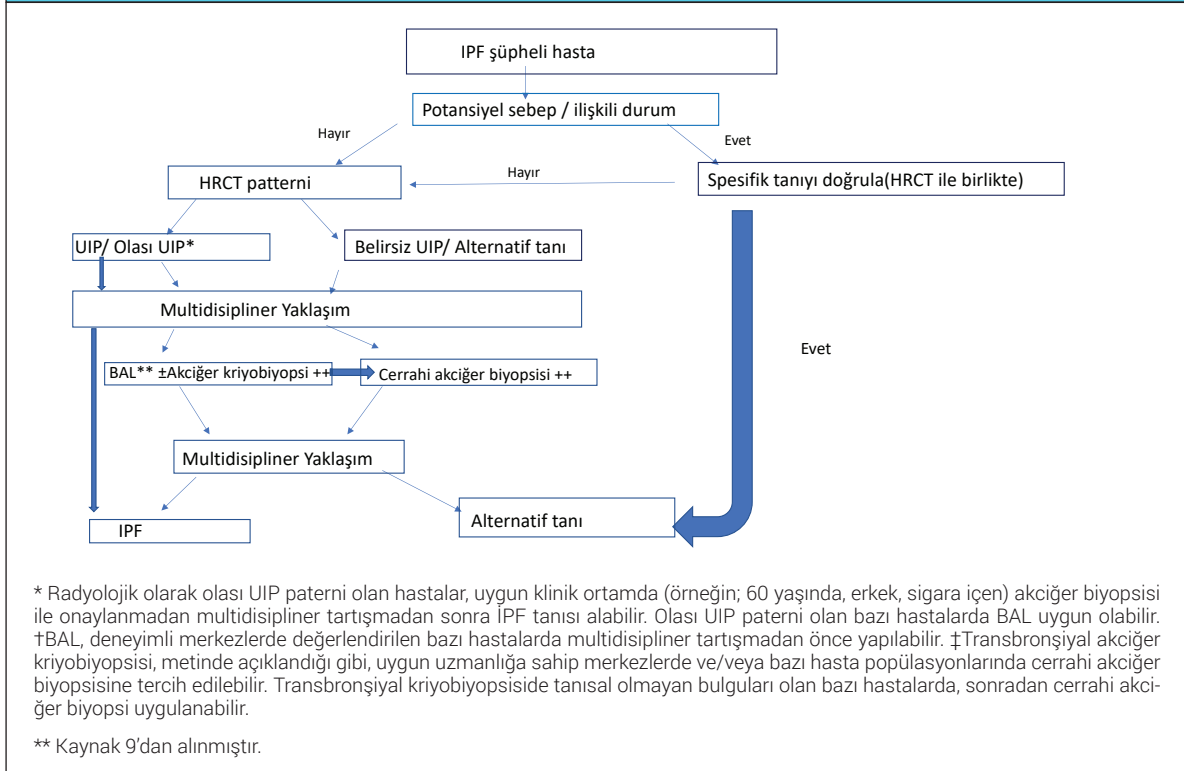 IPF şüpheli hasta
Potansiyel sebep / ilişkili durum
Hayır
Evet
HRCT patterni
Hayır
Spesifik tanıyı doğrula(HRCT ile birlikte)
UIP/ Olası UIP*
Belirsiz UIP/ Alternatif tanı
Multidisipliner Yaklaşım
Evet
BAL** ±Akciğer kriyobiyopsi ++
Cerrahi akciğer biyopsisi ++
Multidisipliner Yaklaşım
IPF
Alternatif tanı
* Radyolojik olarak olası UIP paterni olan hastalar, uygun klinik ortamda (örneğin; 60 yaşında, erkek, sigara içen) akciğer biyopsisi
ile onaylanmadan multidisipliner tartışmadan sonra İPF tanısı alabilir. Olası UIP paterni olan bazı hastalarda BAL uygun olabilir.
†BAL, deneyimli merkezlerde değerlendirilen bazı hastalarda multidisipliner tartışmadan önce yapılabilir. ‡Transbronşiyal akciğer
kriyobiyopsisi, metinde açıklandığı gibi, uygun uzmanlığa sahip merkezlerde ve/veya bazı hasta popülasyonlarında cerrahi akciğer
biyopsisine tercih edilebilir. Transbronşiyal kriyobiyopside tanısal olmayan bulguları olan bazı hastalarda, sonradan cerrahi akci-
ğer biyopsi uygulanabilir.
** Kaynak 9’dan alınmıştır.